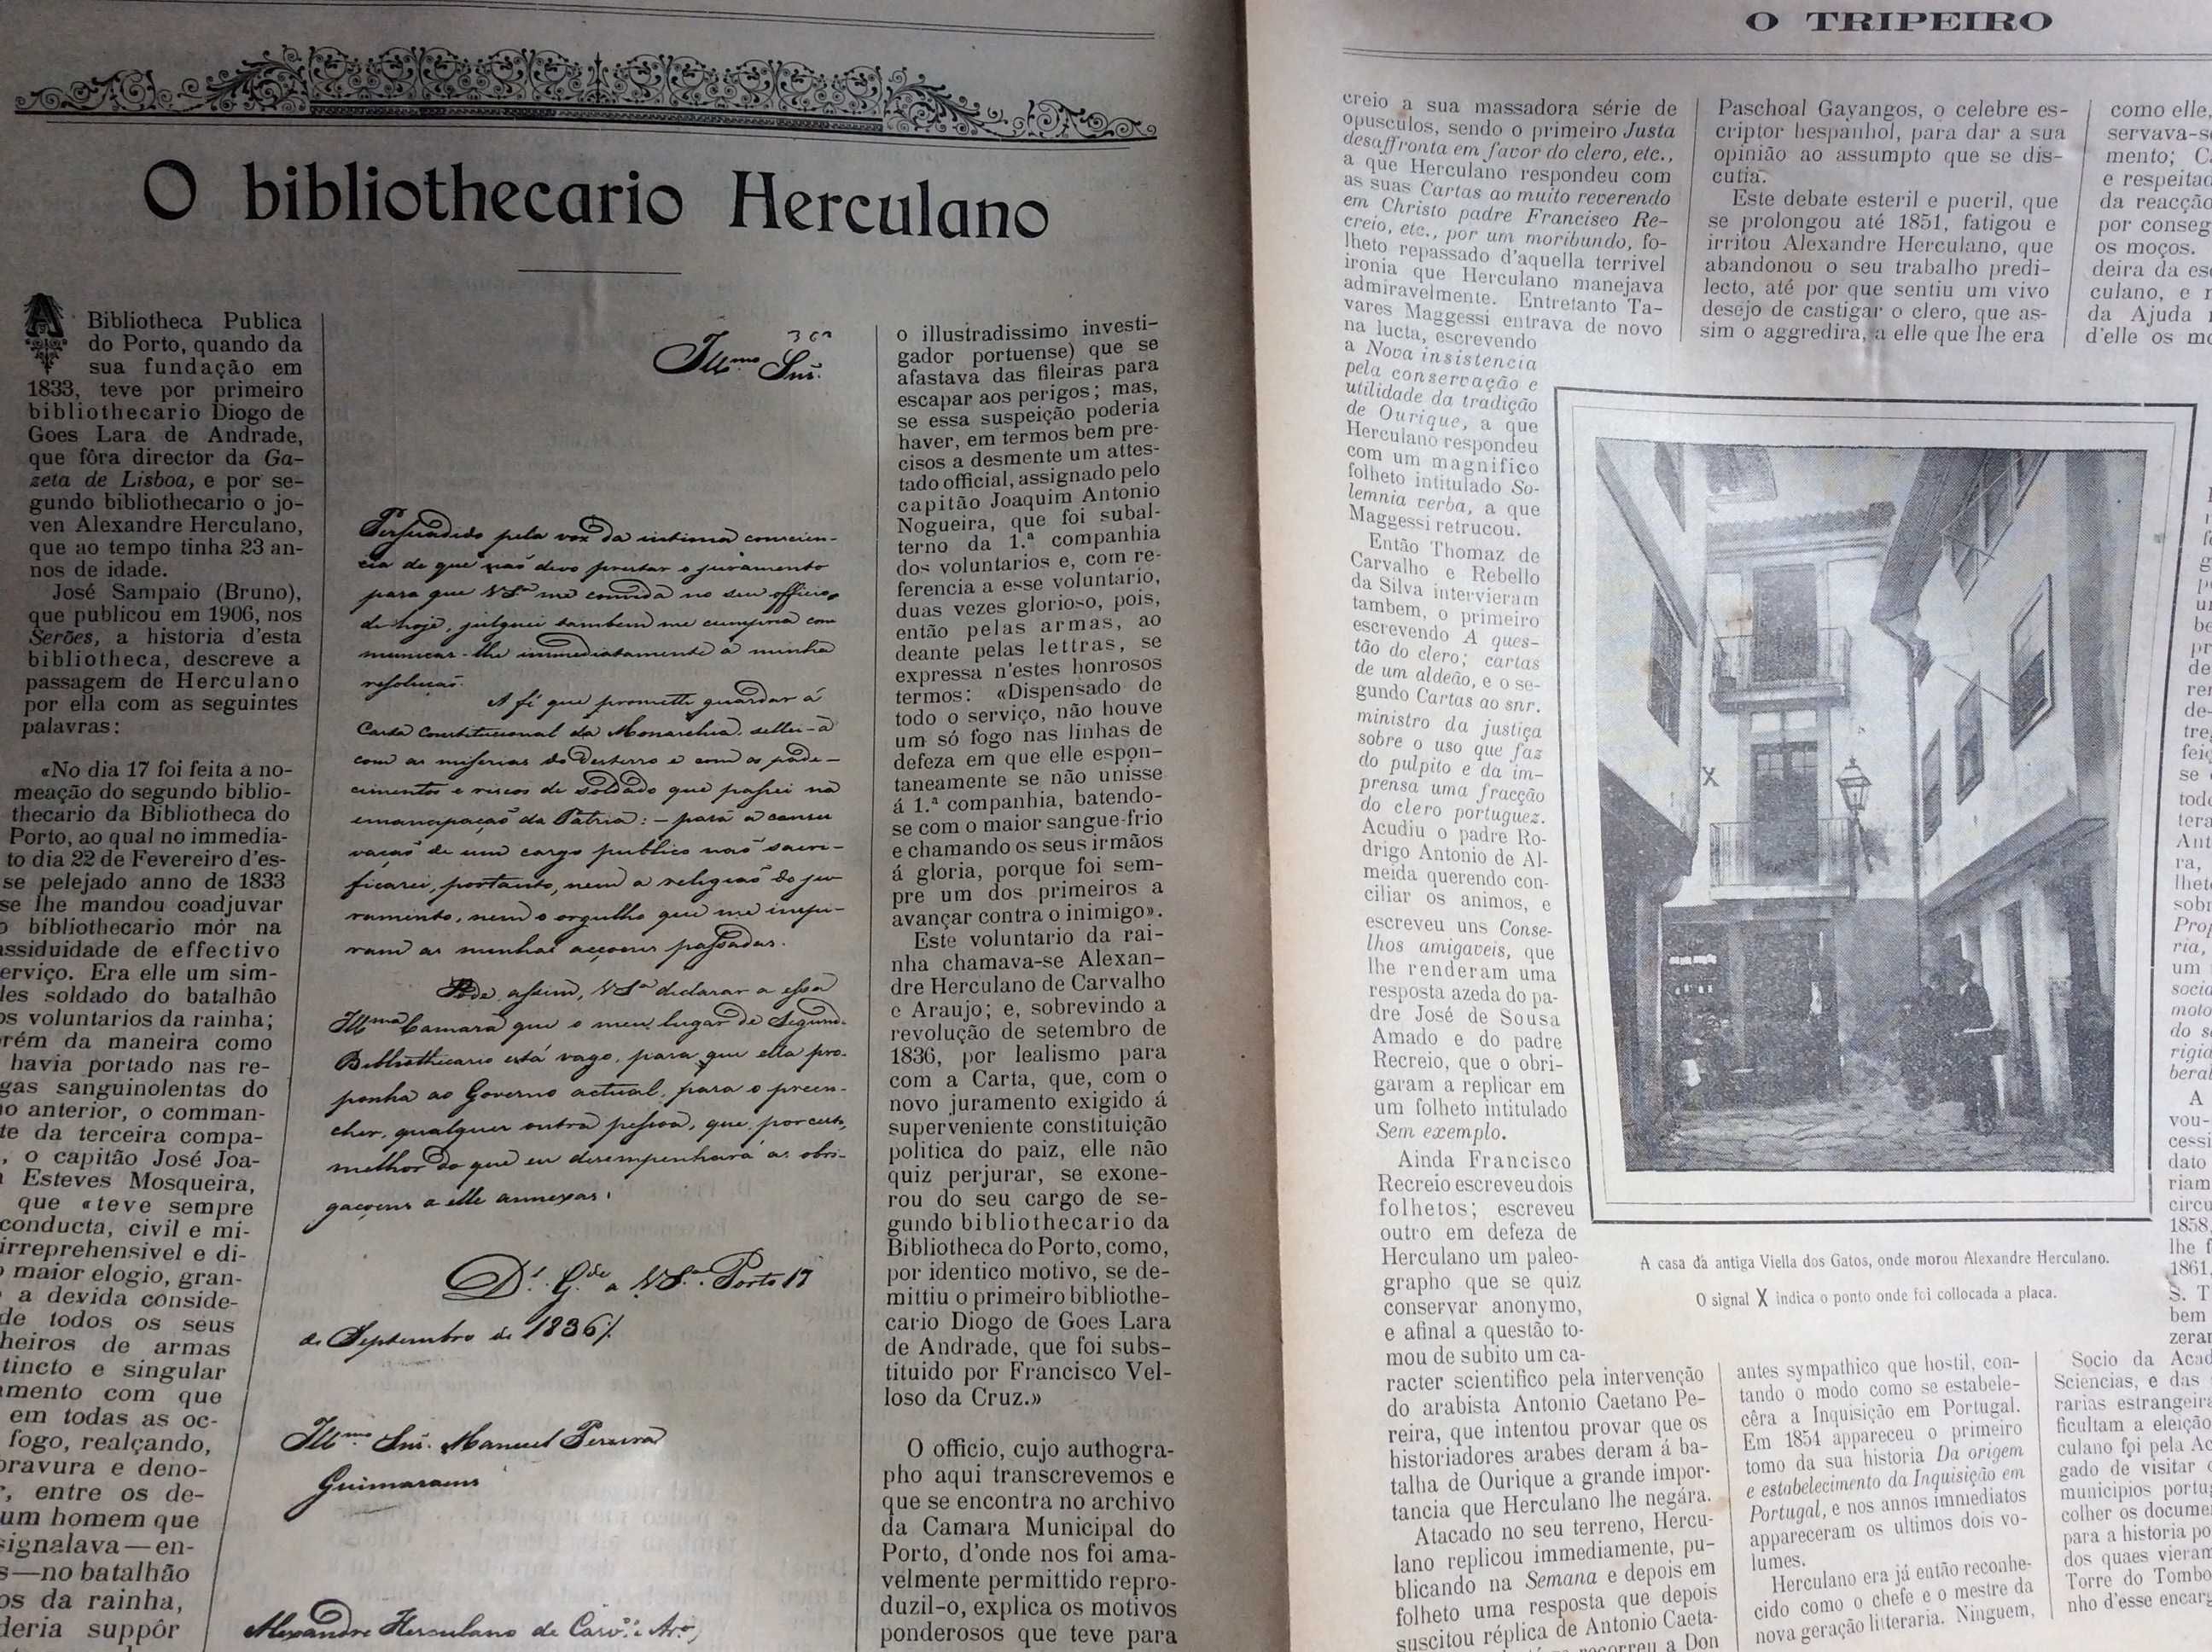 O bibliothecario Herculano
A Bibliotheca Publica
do Porto, quando da
sua fundação em
1833, teve por primeiro
bibliothecario Diogo de
Goes Lara de Andrade,
que fôra director da Ga-
zeta de Lisboa, e por se-
gundo bibliothecario o jo-
ven Alexandre Herculano,
que ao tempo tinha 23 an-
nos de idade.
José Sampaio (Bruno),
que publicou em 1906, nos
Serões, a historia d'esta
bibliotheca, descreve a
passagem de Herculano
por ella com as seguintes
palavras:
«No dia 17 foi feita a no-
meação do segundo biblio-
thecario da Bibliotheca do
Porto, ao qual no immedia-
to dia 22 de Fevereiro d'es-
se pelejado anno de 1833
se lhe mandou coadjuvar
o bibliothecario mór na
assiduidade de effectivo
serviço. Era elle um sim-
les soldado do batalhão
os voluntarios da rainha;
rém da maneira como
havia portado nas re-
gas sanguinolentas do
o anterior, o comman-
te da terceira compa-
, o capitão José Joa-
Esteves Mosqueira,
que «teve sempre
conducta, civil e mi-
irreprehensivel e di-
o maior elogio, gran-
a devida conside-
de todos os seus
heiros de armas
tincto e singular
amento com que
em todas as oc-
fogo, realçando,
bravura e deno-
, entre os de-
um homem que
signalava—en-
s—no batalhão
os da rainha,
deria suppôr
Illmo Snr.
Persuadido pela voz da intima conscien-
cia de que não devo prestar o juramento
para que VSa me convida no seu officio
de hoje, julguei tambem me cumpria com
municar-lhe immediatamente a minha
resolução.
A fé que prometti guardar á
Carta Constitucional da Monarchia, sellei-a
com as miserias do desterro e com os pade-
cimentos e riscos de soldado que passei na
emancipação da Patria: — para a conser
vação de um cargo publico não sacri-
ficarei, portanto, nem a religião do ju-
ramento, nem o orgulho que me inspi-
ram as minhas acçoens passadas.
Pode, assim, VSa declarar a essa
Illma Camara que o meu lugar de Segundo
Bibliothecario está vago, para que ella pro-
ponha ao Governo actual, para o preen-
cher, qualquer outra pessoa, que, por certo,
melhor do que eu desempenhará as obri-
gaçoens a elle annexas.
Ds. Gde a VSa. Porto 17
de Septembro de 1836/.
Illmo Snr. Manuel Pereira
Guimaraens
Alexandre Herculano de Carvo. e Aro.
o illustradissimo investi-
gador portuense) que se
afastava das fileiras para
escapar aos perigos; mas,
se essa suspeição poderia
haver, em termos bem pre-
cisos a desmente um attes-
tado official, assignado pelo
capitão Joaquim Antonio
Nogueira, que foi subal-
terno da 1.ª companhia
dos voluntarios e, com re-
ferencia a esse voluntario,
duas vezes glorioso, pois,
então pelas armas, ao
deante pelas lettras, se
expressa n'estes honrosos
termos: «Dispensado de
todo o serviço, não houve
um só fogo nas linhas de
defeza em que elle espon-
taneamente se não unisse
á 1.ª companhia, batendo-
se com o maior sangue-frio
e chamando os seus irmãos
á gloria, porque foi sem-
pre um dos primeiros a
avançar contra o inimigo».
Este voluntario da rai-
nha chamava-se Alexan-
dre Herculano de Carvalho
e Araujo; e, sobrevindo a
revolução de setembro de
1836, por lealismo para
com a Carta, que, com o
novo juramento exigido á
superveniente constituição
politica do paiz, elle não
quiz perjurar, se exone-
rou do seu cargo de se-
gundo bibliothecario da
Bibliotheca do Porto, como,
por identico motivo, se de-
mittiu o primeiro bibliothe-
cario Diogo de Goes Lara
de Andrade, que foi subs-
tituido por Francisco Vel-
loso da Cruz.»
O officio, cujo authogra-
pho aqui transcrevemos e
que se encontra no archivo
da Camara Municipal do
Porto, d'onde nos foi ama-
velmente permittido repro-
duzil-o, explica os motivos
ponderosos que teve para
O TRIPEIRO
creio a sua massadora série de
opusculos, sendo o primeiro Justa
desaffronta em favor do clero, etc.,
a que Herculano respondeu com
as suas Cartas ao muito reverendo
em Christo padre Francisco Re-
creio, etc., por um moribundo, fo-
lheto repassado d'aquella terrivel
ironia que Herculano manejava
admiravelmente. Entretanto Ta-
vares Maggessi entrava de novo
na lucta, escrevendo
a Nova insistencia
pela conservação e
utilidade da tradição
de Ourique, a que
Herculano respondeu
com um magnifico
folheto intitulado So-
lemnia verba, a que
Maggessi retrucou.
Então Thomaz de
Carvalho e Rebello
da Silva intervieram
tambem, o primeiro
escrevendo A ques-
tão do clero; cartas
de um aldeão, e o se-
gundo Cartas ao snr.
ministro da justiça
sobre o uso que faz
do pulpito e da im-
prensa uma fracção
do clero portuguez.
Acudiu o padre Ro-
drigo Antonio de Al-
meida querendo con-
ciliar os animos, e
escreveu uns Conse-
lhos amigaveis, que
lhe renderam uma
resposta azeda do pa-
dre José de Sousa
Amado e do padre
Recreio, que o obri-
garam a replicar em
um folheto intitulado
Sem exemplo.
Ainda Francisco
Recreio escreveu dois
folhetos; escreveu
outro em defeza de
Herculano um paleo-
grapho que se quiz
conservar anonymo,
e afinal a questão to-
mou de subito um ca-
racter scientifico pela intervenção
do arabista Antonio Caetano Pe-
reira, que intentou provar que os
historiadores arabes deram á ba-
talha de Ourique a grande impor-
tancia que Herculano lhe negára.
Atacado no seu terreno, Hercu-
lano replicou immediatamente, pu-
blicando na Semana e depois em
folheto uma resposta que depois
suscitou réplica de Antonio Caeta-
recorreu a Don
Paschoal Gayangos, o celebre es-
criptor hespanhol, para dar a sua
opinião ao assumpto que se dis-
cutia.
Este debate esteril e pueril, que
se prolongou até 1851, fatigou e
irritou Alexandre Herculano, que
abandonou o seu trabalho predi-
lecto, até por que sentiu um vivo
desejo de castigar o clero, que as-
sim o aggredira, a elle que lhe era
X
A casa da antiga Viella dos Gatos, onde morou Alexandre Herculano.
O signal X indica o ponto onde foi collocada a placa.
antes sympathico que hostil, con-
tando o modo como se estabele-
cêra a Inquisição em Portugal.
Em 1854 appareceu o primeiro
tomo da sua historia Da origem
e estabelecimento da Inquisição em
Portugal, e nos annos immediatos
appareceram os ultimos dois vo-
lumes.
Herculano era já então reconhe-
cido como o chefe e o mestre da
nova geração litteraria. Ninguem,
como elle,
servava-s
mento; C
e respeitad
da reacção
por conseg
os moços.
deira da es
culano, e
da Ajuda
d'elle os m
vou-
cessi
dato
riam
circu
1858,
lhe f
1861,
S. T
bem
zeram
Socio da Acad
Sciencias, e das
rarias estrangeira
ficultam a eleição
culano foi pela Ac
gado de visitar
municipios portug
colher os docume
para a historia po
dos quaes vieram
Torre do Tombo
nho d'esse encarg